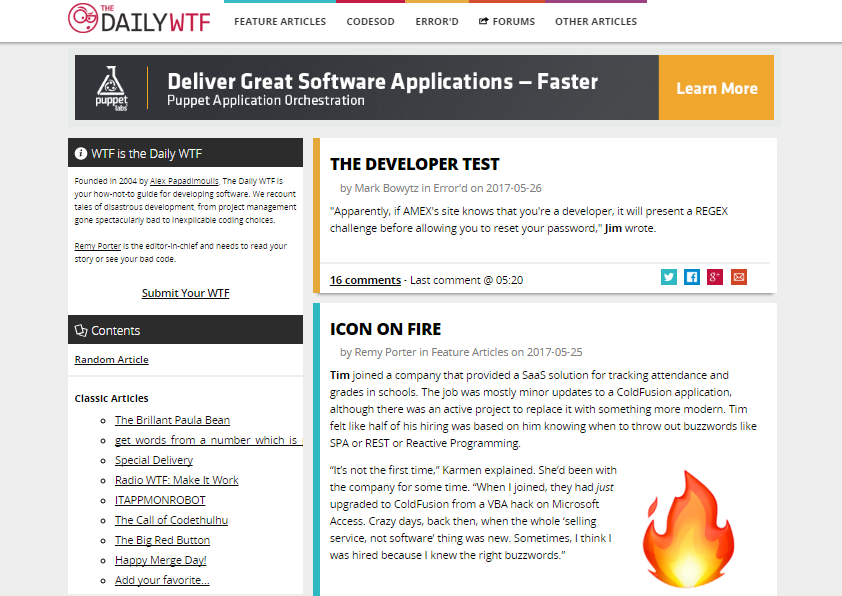 THE
DAILYWTF
FEATURE ARTICLES
CODESOD
ERROR'D
FORUMS
OTHER ARTICLES
puppet
labs
Deliver Great Software Applications – Faster
Puppet Application Orchestration
Learn More
WTF is the Daily WTF
Founded in 2004 by Alex Papadimoulis, The Daily WTF is
your how-not-to guide for developing software. We recount
tales of disastrous development, from project management
gone spectacularly bad to inexplicable coding choices.
Remy Porter is the editor-in-chief and needs to read your
story or see your bad code.
Submit Your WTF
Contents
Random Article
Classic Articles
The Brillant Paula Bean
get_words_from_a_number_which_is_
Special Delivery
Radio WTF: Make It Work
ITAPPMONROBOT
The Call of Codethulhu
The Big Red Button
Happy Merge Day!
Add your favorite...
THE DEVELOPER TEST
by Mark Bowytz in Error'd on 2017-05-26
"Apparently, if AMEX's site knows that you're a developer, it will present a REGEX
challenge before allowing you to reset your password," Jim wrote.
16 comments - Last comment @ 05:20
ICON ON FIRE
by Remy Porter in Feature Articles on 2017-05-25
Tim joined a company that provided a SaaS solution for tracking attendance and
grades in schools. The job was mostly minor updates to a ColdFusion application,
although there was an active project to replace it with something more modern. Tim
felt like half of his hiring was based on him knowing when to throw out buzzwords like
SPA or REST or Reactive Programming.
“It’s not the first time,” Karmen explained. She’d been with
the company for some time. “When I joined, they had just
upgraded to ColdFusion from a VBA hack on Microsoft
Access. Crazy days, back then, when the whole ‘selling
service, not software’ thing was new. Sometimes, I think I
was hired because I knew the right buzzwords.”